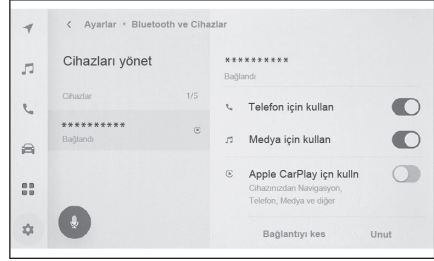 Ayarlar • Bluetooth ve Cihazlar
Cihazları yönet
Cihazlar 1/5
**********
Bağlandı
**********
Bağlandı
Telefon için kullan
Medya için kullan
Apple CarPlay içn kulln
Cihazınızdan Navigasyon,
Telefon, Medya ve diğer
Bağlantıyı kes Unut